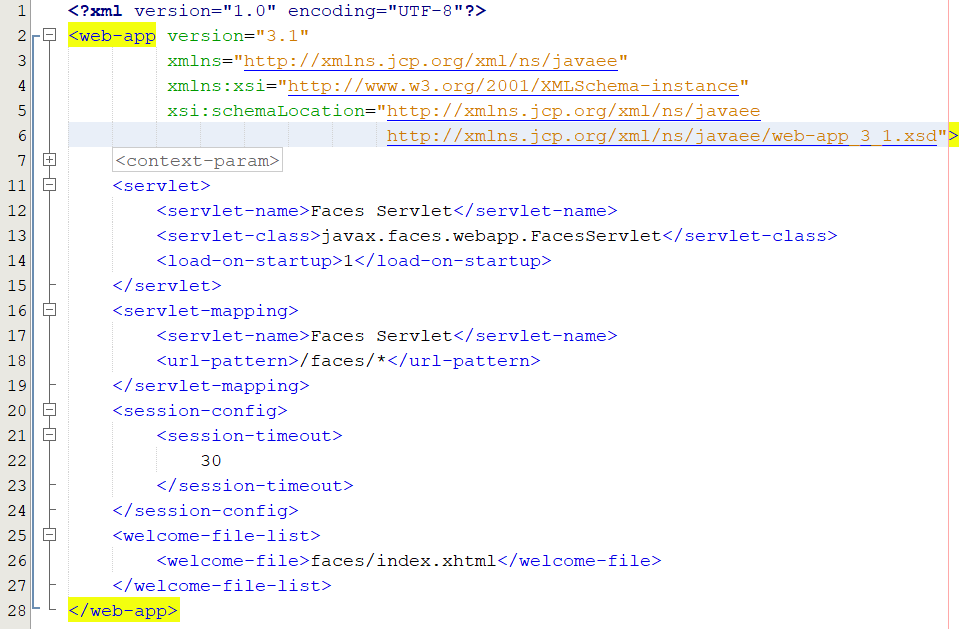 1 <?xml version="1.0" encoding="UTF-8"?>
2 <web-app version="3.1"
3 xmlns="http://xmlns.jcp.org/xml/ns/javaee"
4 xmlns:xsi="http://www.w3.org/2001/XMLSchema-instance"
5 xsi:schemaLocation="http://xmlns.jcp.org/xml/ns/javaee
6 http://xmlns.jcp.org/xml/ns/javaee/web-app_3_1.xsd">
7 <context-param>
11 <servlet>
12 <servlet-name>Faces Servlet</servlet-name>
13 <servlet-class>javax.faces.webapp.FacesServlet</servlet-class>
14 <load-on-startup>1</load-on-startup>
15 </servlet>
16 <servlet-mapping>
17 <servlet-name>Faces Servlet</servlet-name>
18 <url-pattern>/faces/*</url-pattern>
19 </servlet-mapping>
20 <session-config>
21 <session-timeout>
22 30
23 </session-timeout>
24 </session-config>
25 <welcome-file-list>
26 <welcome-file>faces/index.xhtml</welcome-file>
27 </welcome-file-list>
28 </web-app>